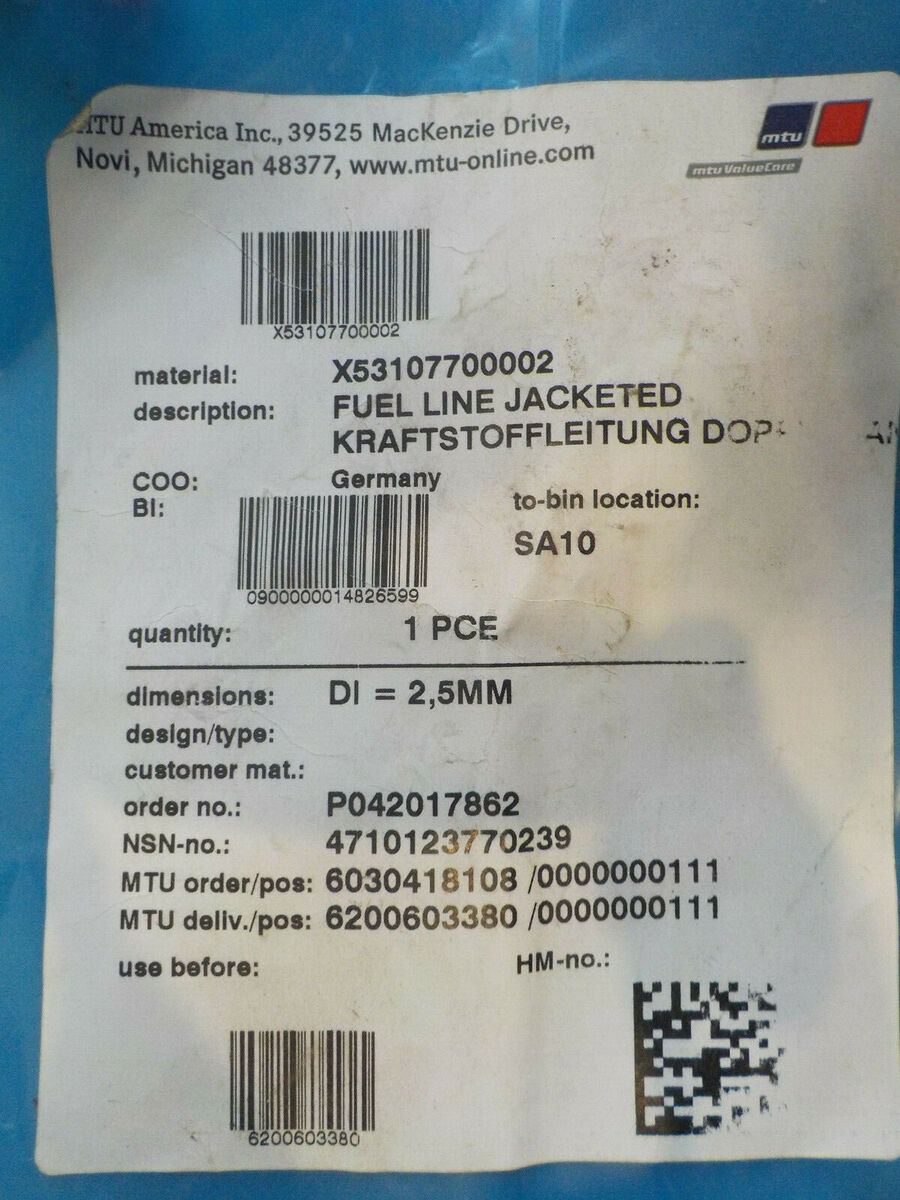 MTU America Inc., 39525 MacKenzie Drive,
Novi, Michigan 48377, www.mtu-online.com
mtu
mtu ValueCare
X53107700002
material: X53107700002
description: FUEL LINE JACKETED
KRAFTSTOFFLEITUNG
COO: Germany
BI:
to-bin location:
SA10
0900000014826599
quantity: 1 PCE
dimensions: DI = 2,5MM
design/type:
customer mat.:
order no.: P042017862
NSN-no.: 4710123770239
MTU order/pos: 6030418108 /0000000111
MTU deliv./pos: 6200603380 /0000000111
use before: HM-no.:
6200603380